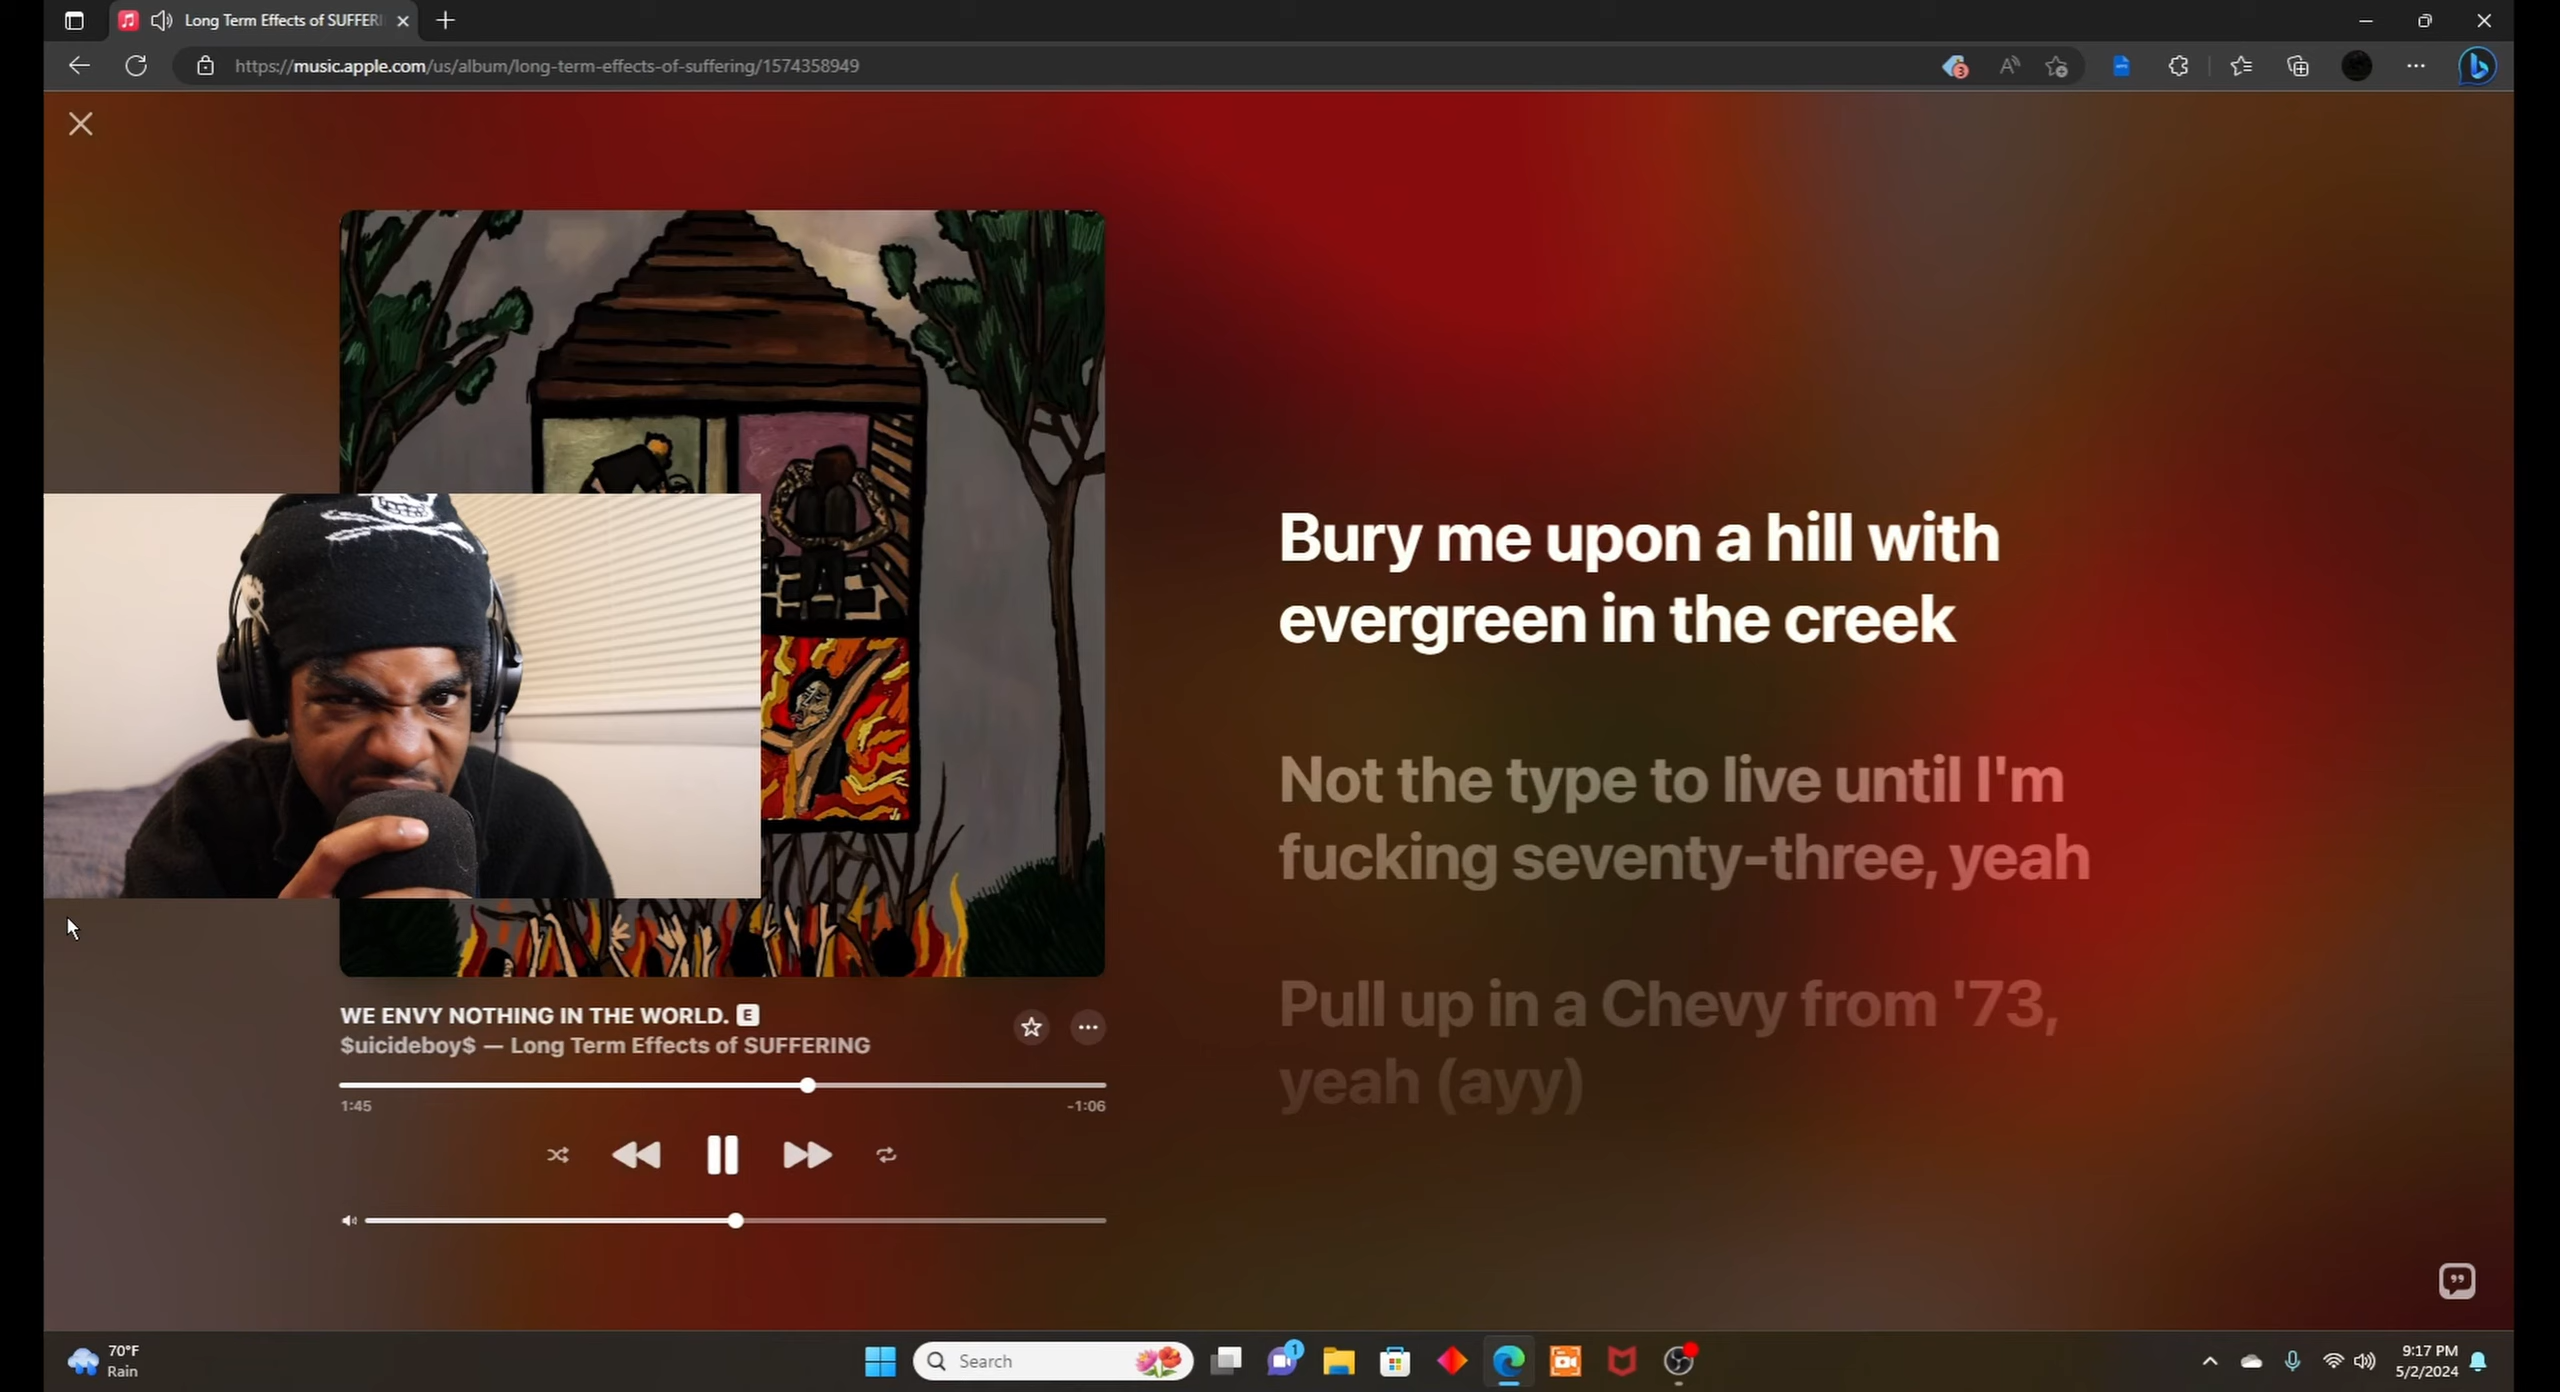 Long Term Effects of SUFFERI
https://music.apple.com/us/album/long-term-effects-of-suffering/1574358949
3
Bury me upon a hill with
evergreen in the creek
Not the type to live until I'm
fucking seventy-three, yeah
Pull up in a Chevy from '73,
yeah (ayy)
WE ENVY NOTHING IN THE WORLD. E
$uicideboy$ — Long Term Effects of SUFFERING
1:45
-1:06
70°F
Rain
Search
1
9:17 PM
5/2/2024